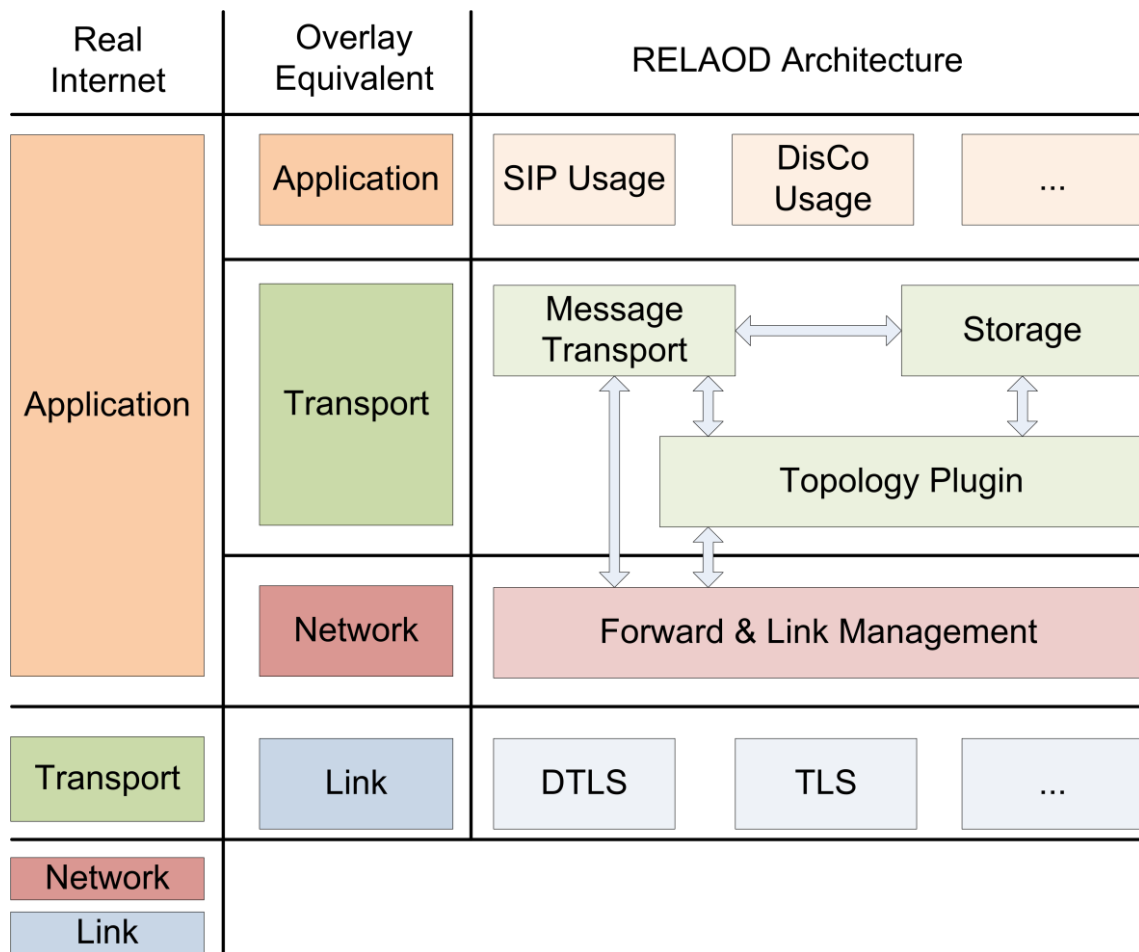 Real
Internet
Overlay
Equivalent
RELAOD Architecture
Application
Application
SIP Usage
DisCo
Usage
...
Transport
Message
Transport
Storage
Topology Plugin
Network
Forward & Link Management
Transport
Link
DTLS
TLS
...
Network
Link